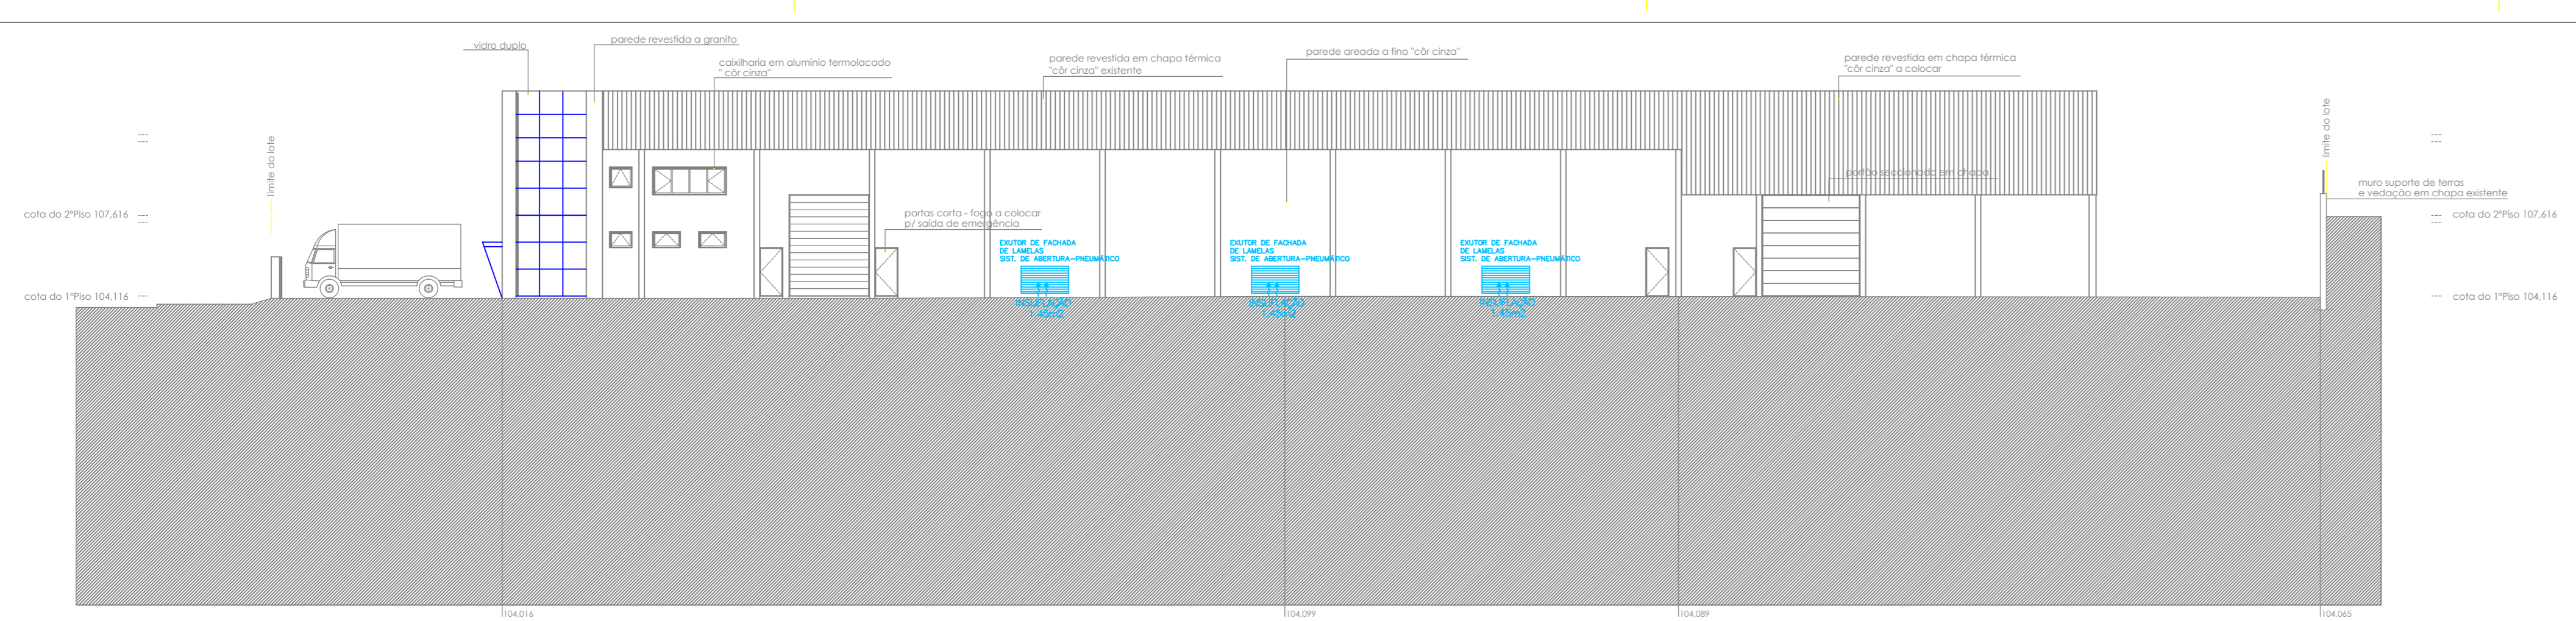 vidro duplo
parede revestida a granito
caixilharia em alumínio termolacado
" côr cinza"
parede revestida em chapa térmica
"côr cinza" existente
parede areada a fino "côr cinza"
parede revestida em chapa térmica
"côr cinza" a colocar
limite do lote
limite do lote
portão seccionado em chapa
muro suporte de terras
e vedação em chapa existente
cota do 2ºPiso 107,616
cota do 2ºPiso 107,616
portas corta - fogo a colocar
p/ saída de emergência
EXUTOR DE FACHADA
DE LAMELAS
SIST. DE ABERTURA-PNEUMÁTICO
EXUTOR DE FACHADA
DE LAMELAS
SIST. DE ABERTURA-PNEUMÁTICO
EXUTOR DE FACHADA
DE LAMELAS
SIST. DE ABERTURA-PNEUMÁTICO
cota do 1ºPiso 104,116
cota do 1ºPiso 104,116
INSUFLAÇÃO
1.45m2
INSUFLAÇÃO
1.45m2
INSUFLAÇÃO
1.45m2
104,016
104,099
104,089
104,065